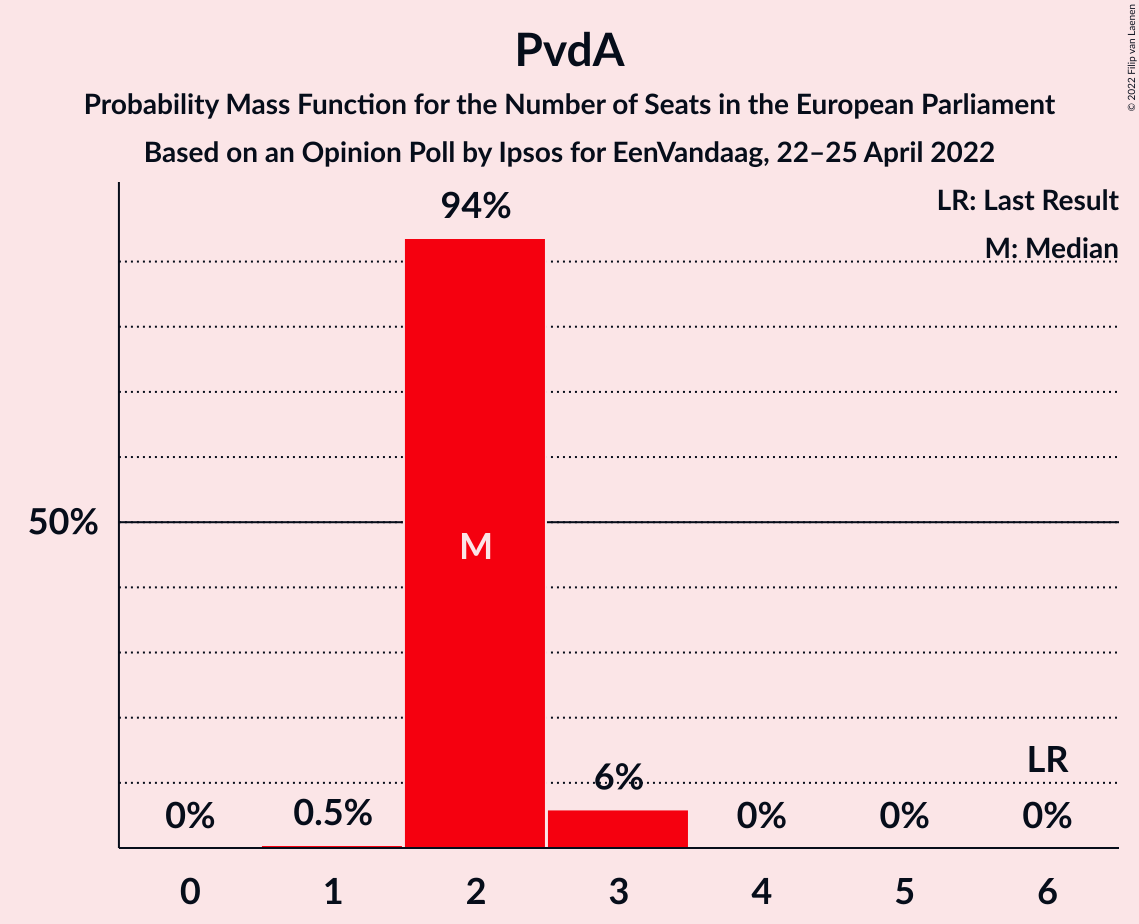 PvdA
Probability Mass Function for the Number of Seats in the European Parliament
Based on an Opinion Poll by Ipsos for EenVandaag, 22–25 April 2022
© 2022 Filip van Laenen
LR: Last Result
M: Median
94%
50%
M
LR
6%
0%
0.5%
0%
0%
0%
0
1
2
3
4
5
6